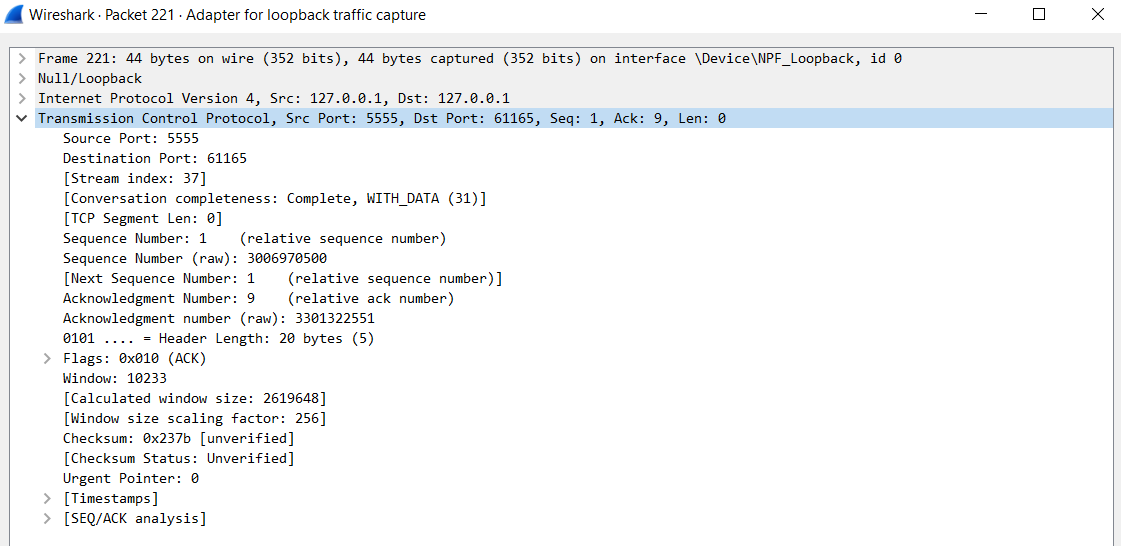 Wireshark · Packet 221 · Adapter for loopback traffic capture
Frame 221: 44 bytes on wire (352 bits), 44 bytes captured (352 bits) on interface \Device\NPF_Loopback, id 0
Null/Loopback
Internet Protocol Version 4, Src: 127.0.0.1, Dst: 127.0.0.1
Transmission Control Protocol, Src Port: 5555, Dst Port: 61165, Seq: 1, Ack: 9, Len: 0
Source Port: 5555
Destination Port: 61165
[Stream index: 37]
[Conversation completeness: Complete, WITH_DATA (31)]
[TCP Segment Len: 0]
Sequence Number: 1    (relative sequence number)
Sequence Number (raw): 3006970500
[Next Sequence Number: 1    (relative sequence number)]
Acknowledgment Number: 9    (relative ack number)
Acknowledgment number (raw): 3301322551
0101 .... = Header Length: 20 bytes (5)
Flags: 0x010 (ACK)
Window: 10233
[Calculated window size: 2619648]
[Window size scaling factor: 256]
Checksum: 0x237b [unverified]
[Checksum Status: Unverified]
Urgent Pointer: 0
[Timestamps]
[SEQ/ACK analysis]